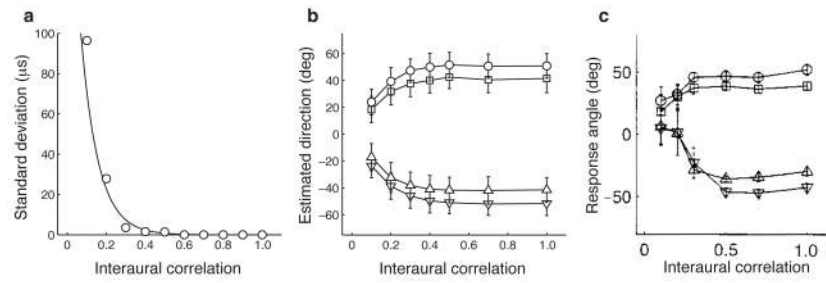 a
Standard deviation (μs)
100
80
60
40
20
0
0 0.2 0.4 0.6 0.8 1.0
Interaural correlation
b
Estimated direction (deg)
60
40
20
0
−20
−40
−60
0 0.2 0.4 0.6 0.8 1.0
Interaural correlation
c
Response angle (deg)
50
0
−50
0 0.5 1.0
Interaural correlation